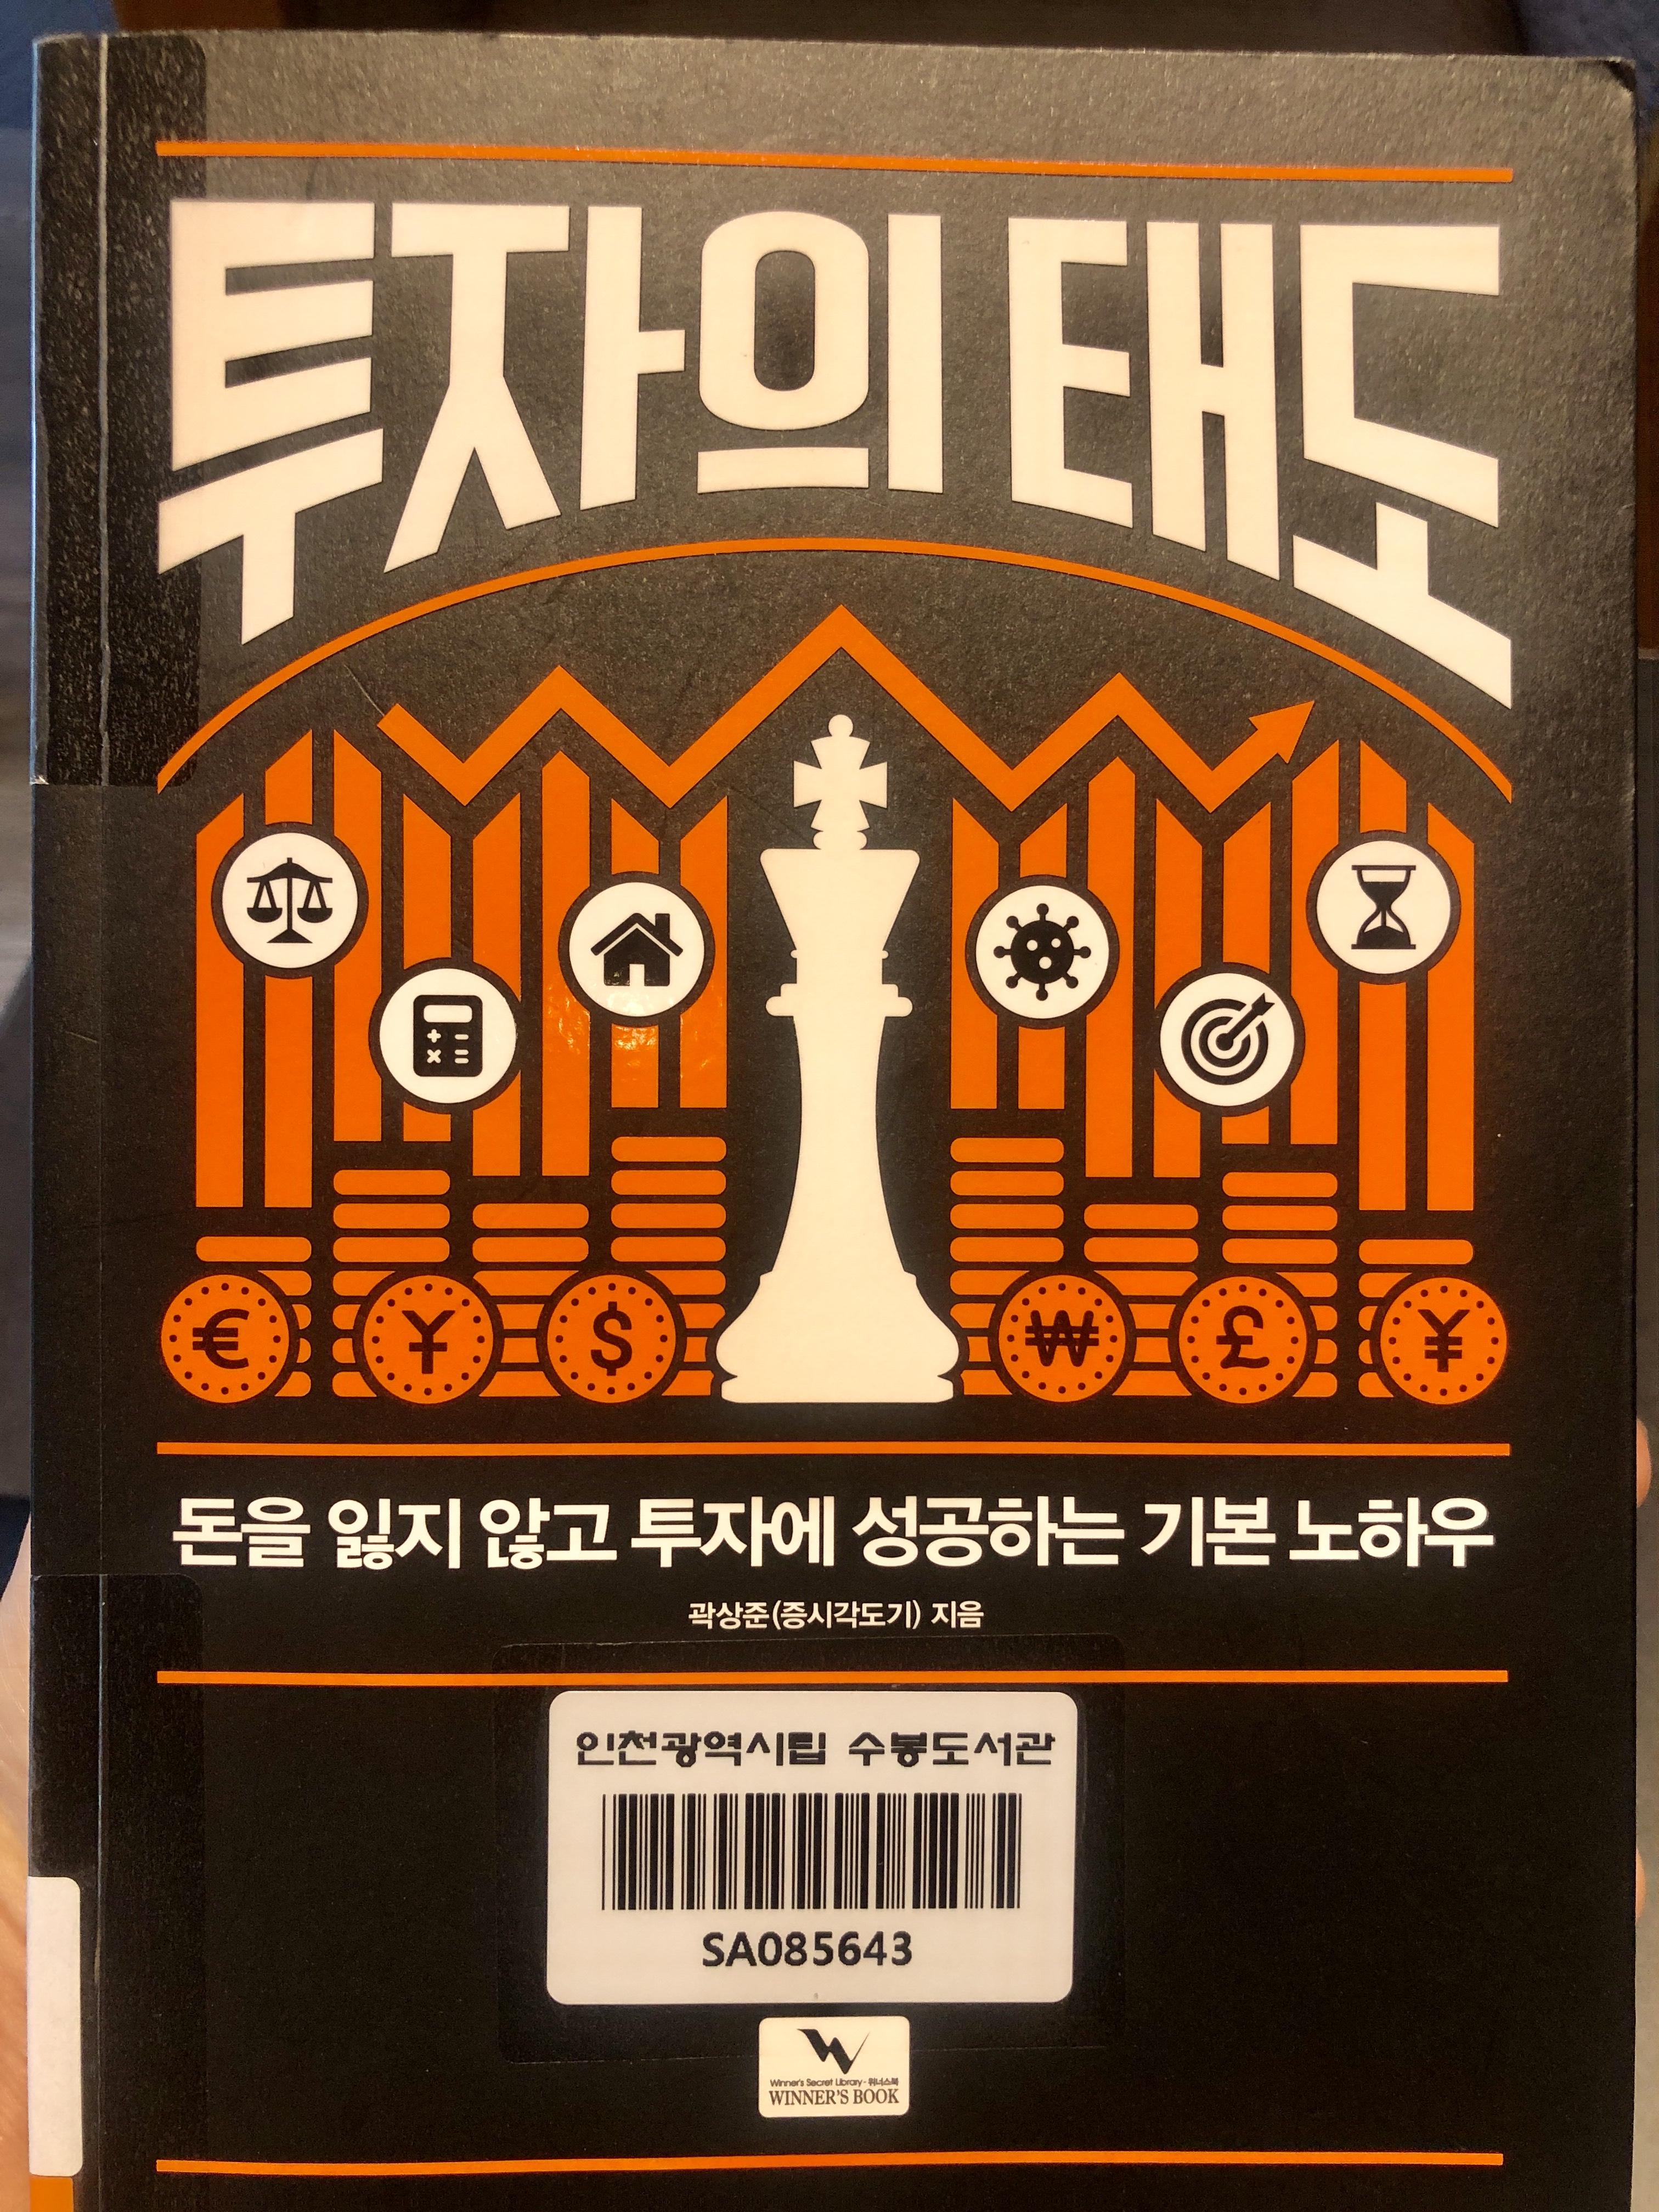 투자의 태도
€ Y $ ₩ £ ¥
돈을 잃지 않고 투자에 성공하는 기본 노하우
곽상준(증시각도기) 지음
인천광역시립 수봉도서관
SA085643
Winner's Secret Library · 위너스북
WINNER'S BOOK